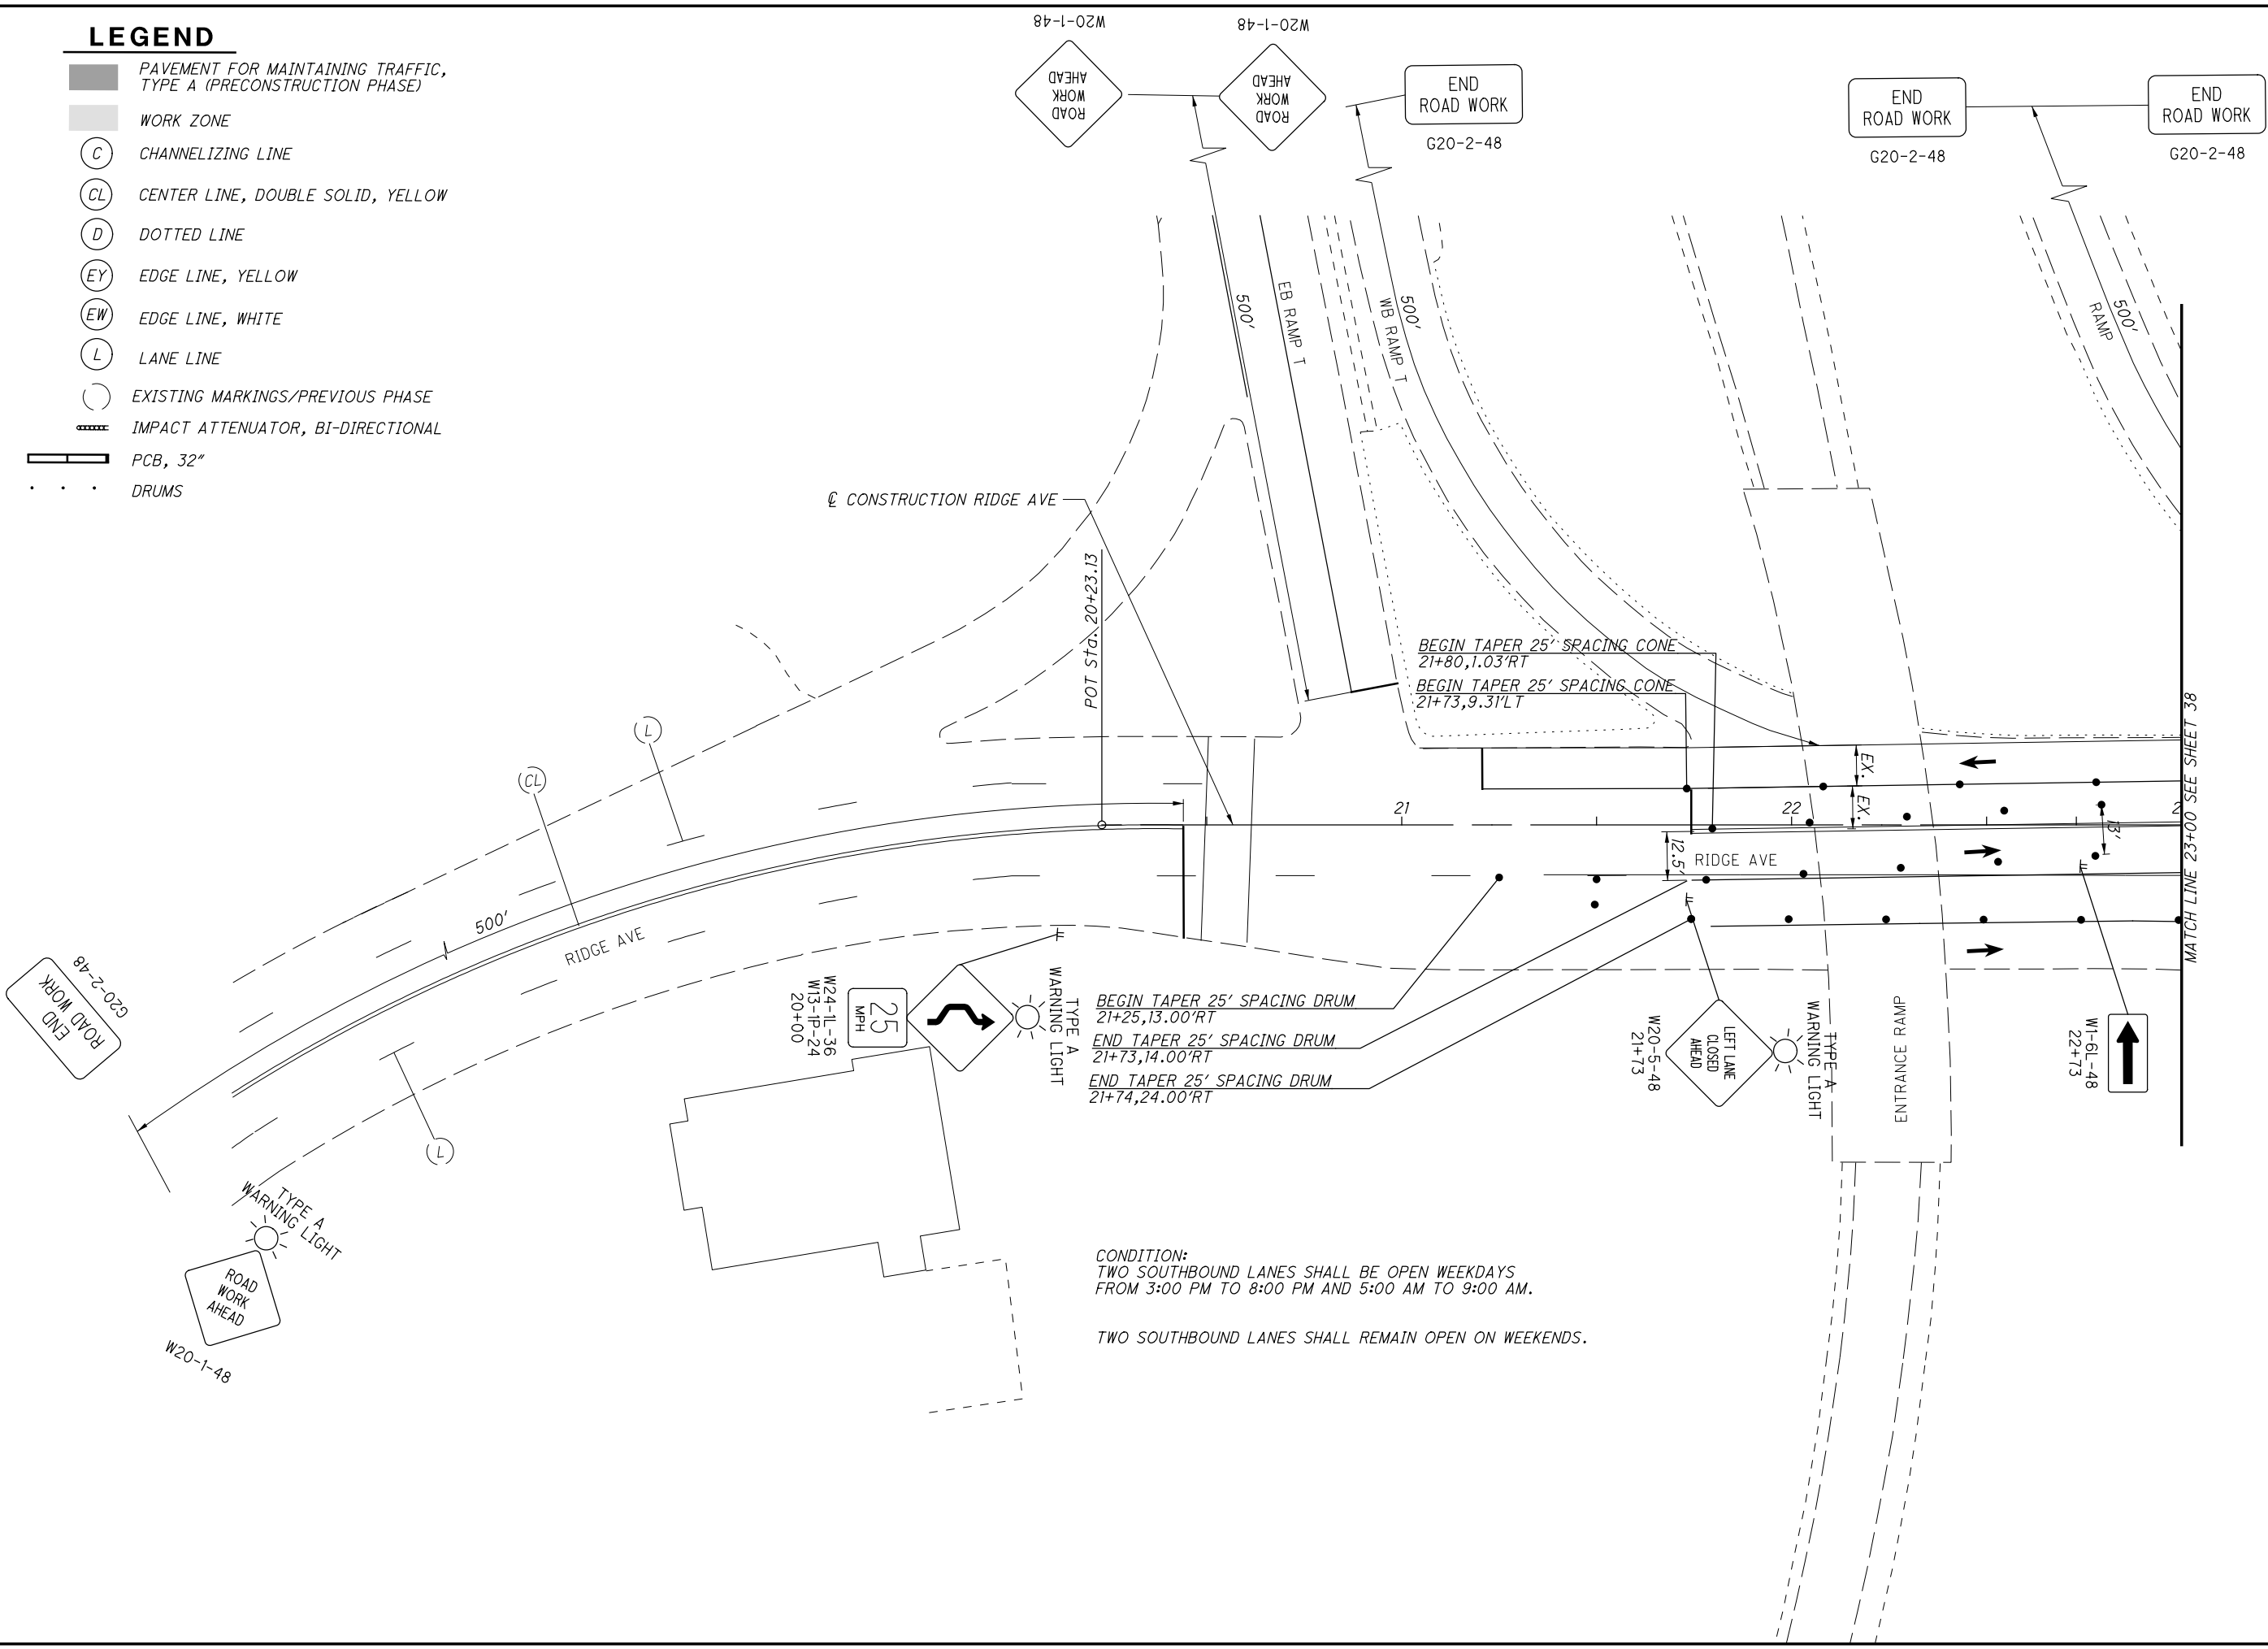 LEGEND
PAVEMENT FOR MAINTAINING TRAFFIC,
TYPE A (PRECONSTRUCTION PHASE)
WORK ZONE
C CHANNELIZING LINE
CL CENTER LINE, DOUBLE SOLID, YELLOW
D DOTTED LINE
EY EDGE LINE, YELLOW
EW EDGE LINE, WHITE
L LANE LINE
EXISTING MARKINGS/PREVIOUS PHASE
IMPACT ATTENUATOR, BI-DIRECTIONAL
PCB, 32"
DRUMS
W20-1-48
ROAD
WORK
AHEAD
W20-1-48
ROAD
WORK
AHEAD
END
ROAD WORK
G20-2-48
END
ROAD WORK
G20-2-48
END
ROAD WORK
G20-2-48
500'
EB RAMP T
WB RAMP T
500'
RAMP
500'
℄ CONSTRUCTION RIDGE AVE
POT Sta. 20+23.13
BEGIN TAPER 25' SPACING CONE
21+80,1.03'RT
BEGIN TAPER 25' SPACING CONE
21+73,9.31'LT
MATCH LINE 23+00 SEE SHEET 38
L
CL
EX.
EX.
21
22
2
13'
12.5'
RIDGE AVE
500'
RIDGE AVE
G20-2-48
END
ROAD WORK
L
W24-1L-36
W13-1P-24
20+00
25
MPH
TYPE A
WARNING LIGHT
BEGIN TAPER 25' SPACING DRUM
21+25,13.00'RT
END TAPER 25' SPACING DRUM
21+73,14.00'RT
END TAPER 25' SPACING DRUM
21+74,24.00'RT
W20-5-48
21+73
LEFT LANE
CLOSED
AHEAD
TYPE A
WARNING LIGHT
ENTRANCE RAMP
W1-6L-48
22+73
TYPE A
WARNING LIGHT
ROAD
WORK
AHEAD
W20-1-48
CONDITION:
TWO SOUTHBOUND LANES SHALL BE OPEN WEEKDAYS
FROM 3:00 PM TO 8:00 PM AND 5:00 AM TO 9:00 AM.
TWO SOUTHBOUND LANES SHALL REMAIN OPEN ON WEEKENDS.